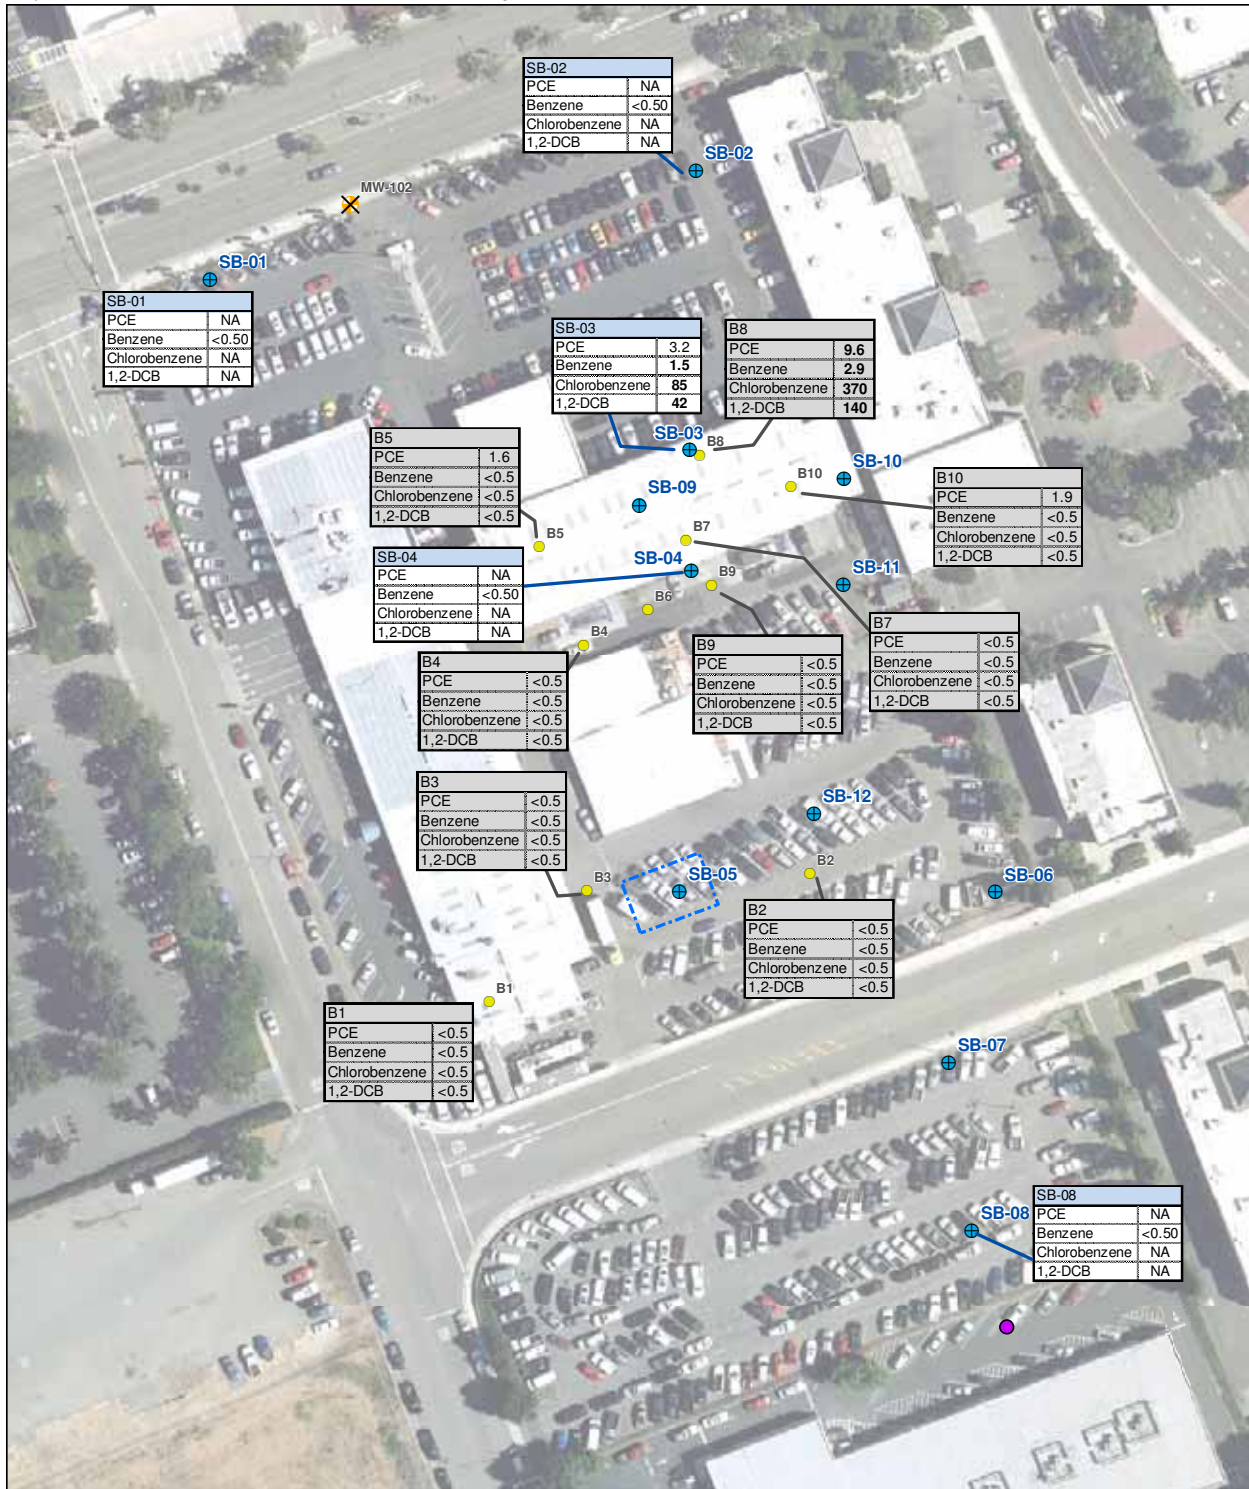 SB-02
PCE NA
Benzene <0.50
Chlorobenzene NA
1,2-DCB NA
SB-02
MW-102
SB-01
SB-01
PCE NA
Benzene <0.50
Chlorobenzene NA
1,2-DCB NA
SB-03
PCE 3.2
Benzene 1.5
Chlorobenzene 85
1,2-DCB 42
B8
PCE 9.6
Benzene 2.9
Chlorobenzene 370
1,2-DCB 140
B5
PCE 1.6
Benzene <0.5
Chlorobenzene <0.5
1,2-DCB <0.5
SB-03
B8
B10
SB-10
B10
PCE 1.9
Benzene <0.5
Chlorobenzene <0.5
1,2-DCB <0.5
SB-09
B5
B7
SB-04
PCE NA
Benzene <0.50
Chlorobenzene NA
1,2-DCB NA
SB-04
B9
SB-11
B6
B4
B7
PCE <0.5
Benzene <0.5
Chlorobenzene <0.5
1,2-DCB <0.5
B9
PCE <0.5
Benzene <0.5
Chlorobenzene <0.5
1,2-DCB <0.5
B4
PCE <0.5
Benzene <0.5
Chlorobenzene <0.5
1,2-DCB <0.5
B3
PCE <0.5
Benzene <0.5
Chlorobenzene <0.5
1,2-DCB <0.5
SB-12
B3
SB-05
B2
SB-06
B2
PCE <0.5
Benzene <0.5
Chlorobenzene <0.5
1,2-DCB <0.5
B1
B1
PCE <0.5
Benzene <0.5
Chlorobenzene <0.5
1,2-DCB <0.5
SB-07
SB-08
SB-08
PCE NA
Benzene <0.50
Chlorobenzene NA
1,2-DCB NA